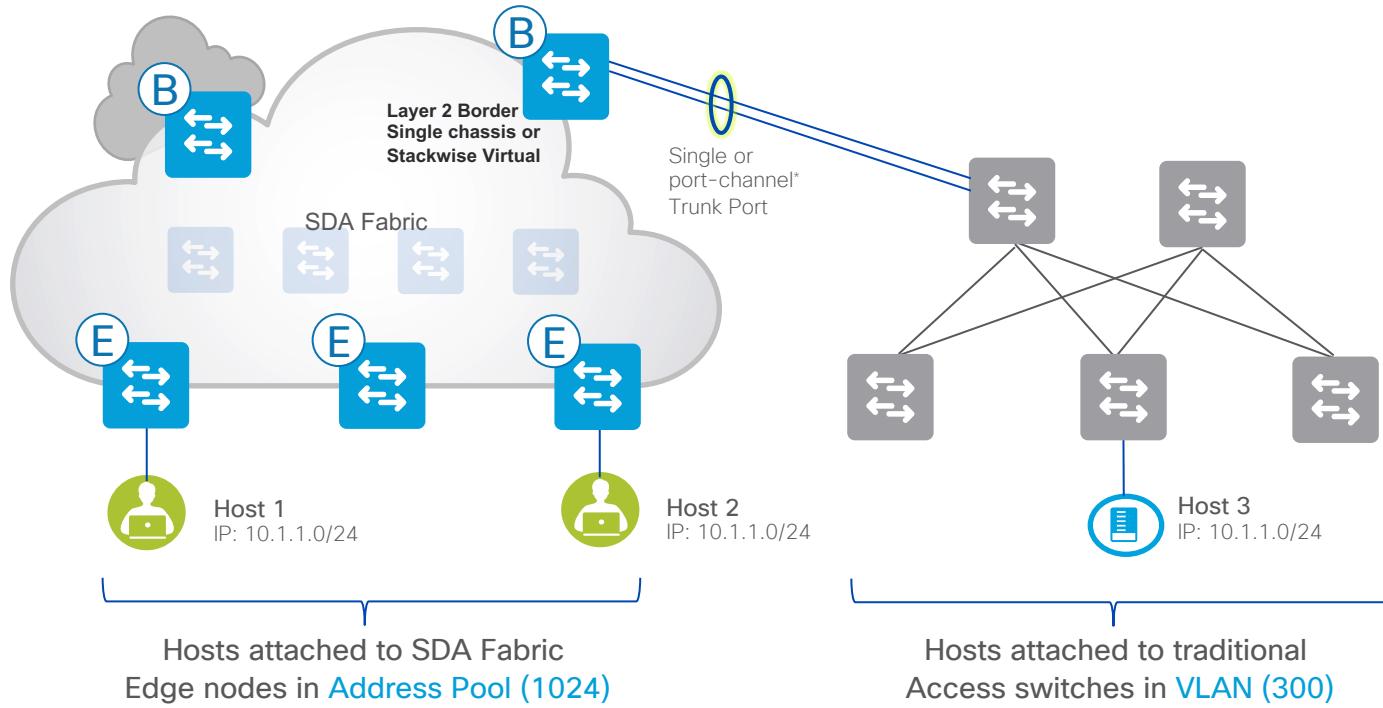 B
B
Layer 2 Border
Single chassis or
Stackwise Virtual
Single or
port-channel*
Trunk Port
SDA Fabric
E
E
E
Host 1
IP: 10.1.1.0/24
Host 2
IP: 10.1.1.0/24
Host 3
IP: 10.1.1.0/24
Hosts attached to SDA Fabric
Edge nodes in Address Pool (1024)
Hosts attached to traditional
Access switches in VLAN (300)